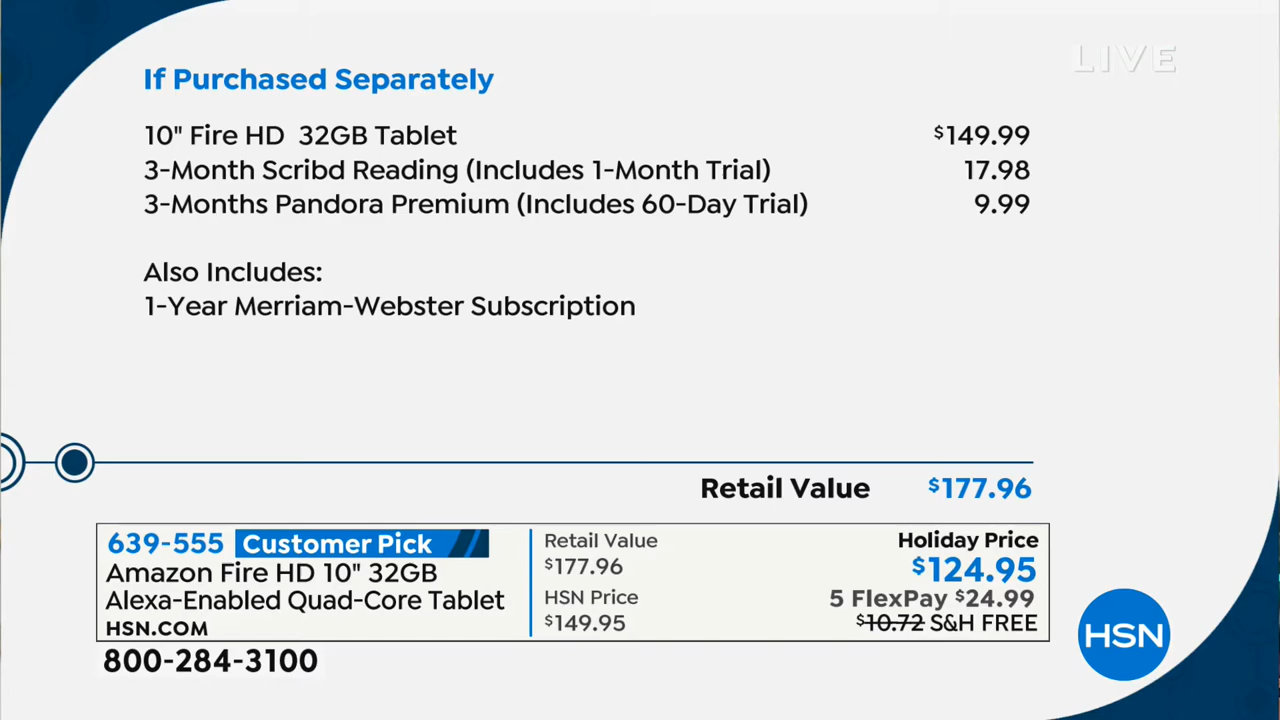 LIVE
If Purchased Separately
10" Fire HD 32GB Tablet $149.99
3-Month Scribd Reading (Includes 1-Month Trial) 17.98
3-Months Pandora Premium (Includes 60-Day Trial) 9.99
Also Includes:
1-Year Merriam-Webster Subscription
Retail Value $177.96
639-555 Customer Pick
Amazon Fire HD 10" 32GB
Alexa-Enabled Quad-Core Tablet
HSN.COM
Retail Value
$177.96
HSN Price
$149.95
Holiday Price
$124.95
5 FlexPay $24.99
$10.72 S&H FREE
800-284-3100
HSN